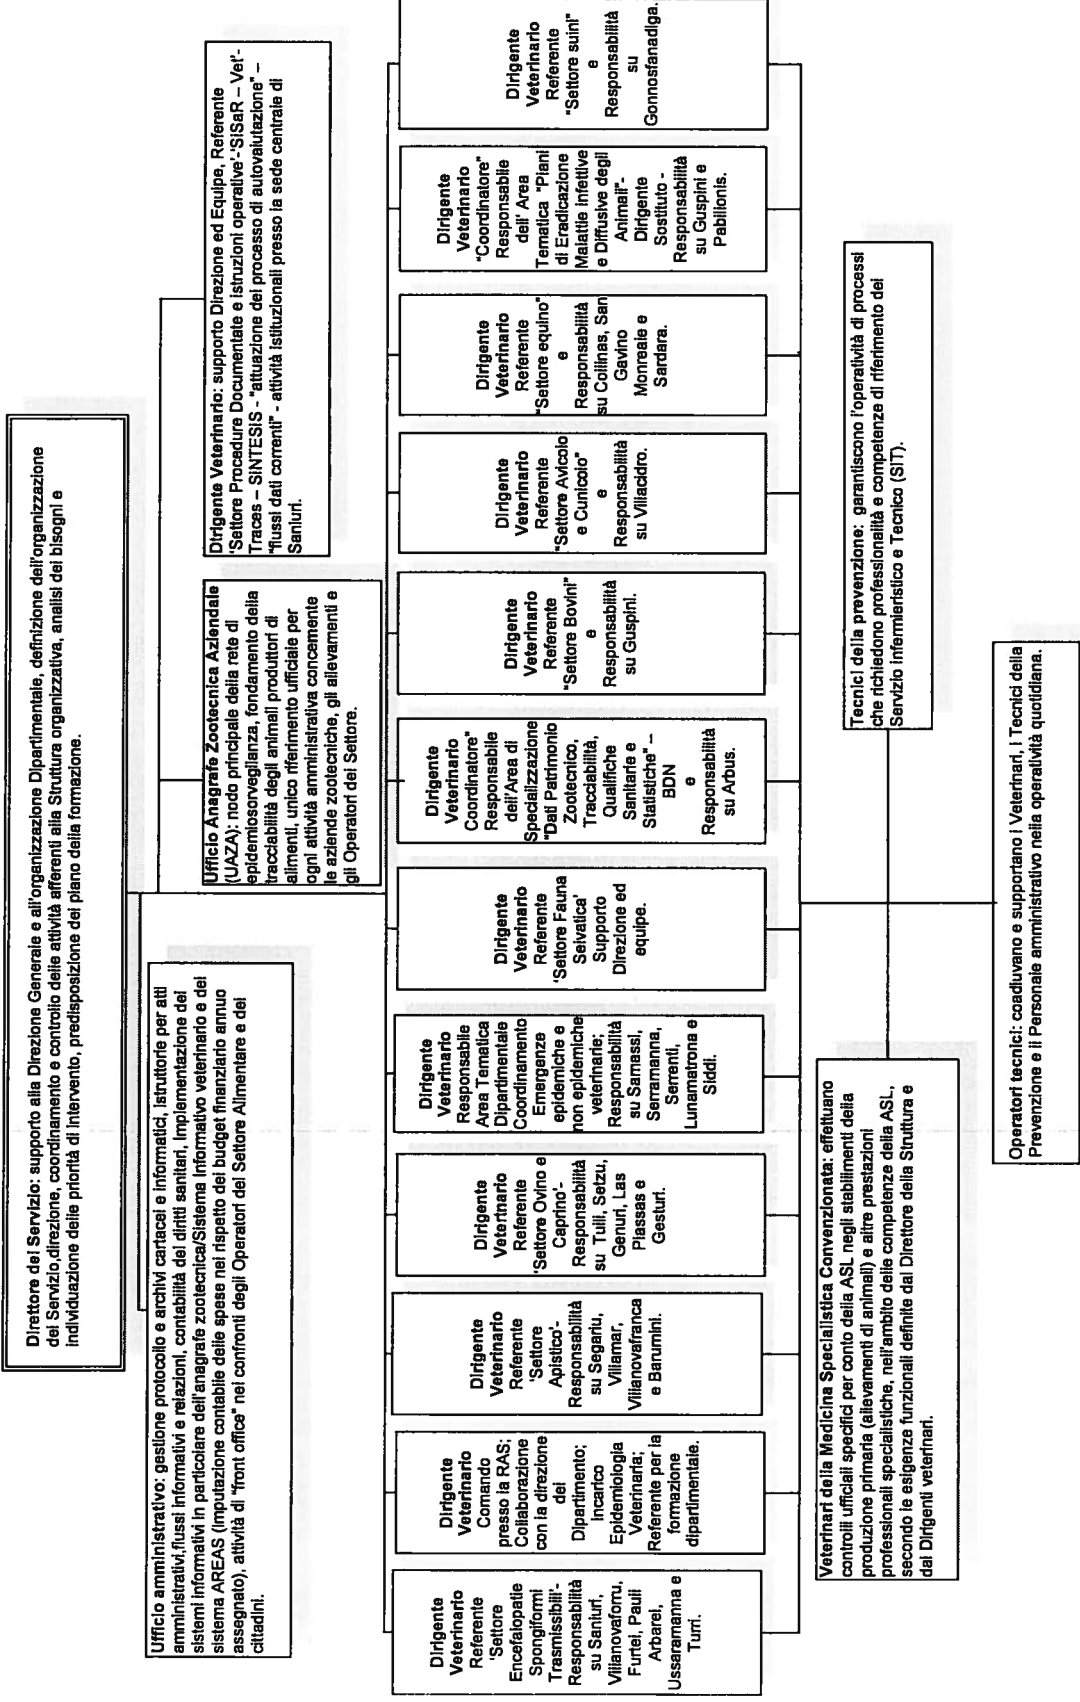 Direttore del Servizio: supporto alla Direzione Generale e all'organizzazione Dipartimentale, definizione dell'organizzazione
del Servizio,direzione, coordinamento e controllo delle attività afferenti alla Struttura organizzativa, analisi dei bisogni e
individuazione delle priorità di intervento, predisposizione del piano della formazione.
Ufficio amministrativo: gestione protocollo e archivi cartacei e informatici, istruttorie per atti
amministrativi,flussi informativi e relazioni, contabilità dei diritti sanitari, implementazione dei
sistemi informativi in particolare dell'anagrafe zootecnica/Sistema Informativo veterinario e del
sistema AREAS (imputazione contabile delle spese nel rispetto del budget finanziario annuo
assegnato), attività di "front office" nei confronti degli Operatori del Settore Alimentare e dei
cittadini.
Ufficio Anagrafe Zootecnica Aziendale
(UAZA): nodo principale della rete di
epidemiosorveglianza, fondamento della
tracciabilità degli animali produttori di
alimenti, unico riferimento ufficiale per
ogni attività amministrativa concernente
le aziende zootecniche, gli allevamenti e
gli Operatori del Settore.
Dirigente Veterinario: supporto Direzione ed Equipe, Referente
'Settore Procedure Documentate e istruzioni operative'-'SISaR – Vet'-
Traces – SINTESIS - "attuazione del processo di autovalutazione" –
"flussi dati correnti" - attività istituzionali presso la sede centrale di
Sanluri.
Dirigente
Veterinario
Referente
'Settore
Encefalopatie
Spongiformi
Trasmissibili'-
Responsabilità
su Sanluri,
Villanovaforru,
Furtei, Pauli
Arbarei,
Ussaramanna e
Turri.
Dirigente
Veterinario
Comando
presso la RAS;
Collaborazione
con la direzione
del
Dipartimento;
Incarico
Epidemiologia
Veterinaria;
Referente per la
formazione
dipartimentale.
Dirigente
Veterinario
Referente
'Settore
Apistico'-
Responsabilità
su Segariu,
Villamar,
Villanovafranca
e Barumini.
Dirigente
Veterinario
Referente
'Settore Ovino e
Caprino'-
Responsabilità
su Tuili, Setzu,
Genuri, Las
Plassas e
Gesturi.
Dirigente
Veterinario
Responsabile
Area Tematica
Dipartimentale
Coordinamento
Emergenze
epidemiche e
non epidemiche
veterinarie;
Responsabilità
su Samassi,
Serramanna,
Serrenti,
Lunamatrona e
Siddi.
Dirigente
Veterinario
Referente
'Settore Fauna
Selvatica'
Supporto
Direzione ed
equipe.
Dirigente
Veterinario
Coordinatore"
Responsabile
dell'Area di
Specializzazione
"Dati Patrimonio
Zootecnico,
Tracciabilità,
Qualifiche
Sanitarie e
Statistiche" –
BDN
e
Responsabilità
su Arbus.
Dirigente
Veterinario
Referente
"Settore Bovini"
e
Responsabilità
su Guspini.
Dirigente
Veterinario
Referente
"Settore Avicolo
e Cunicolo"
e
Responsabilità
su Villacidro.
Dirigente
Veterinario
Referente
"Settore equino"
e
Responsabilità
su Collinas, San
Gavino
Monreale e
Sardara.
Dirigente
Veterinario
"Coordinatore"
Responsabile
dell' Area
Tematica "Piani
di Eradicazione
Malattie infettive
e Diffusive degli
Animali"-
Dirigente
Sostituto -
Responsabilità
su Guspini e
Pabillonis.
Dirigente
Veterinario
Referente
"Settore suini"
e
Responsabilità
su
Gonnosfanadiga.
Veterinari della Medicina Specialistica Convenzionata: effettuano
controlli ufficiali specifici per conto della ASL negli stabilimenti della
produzione primaria (allevamenti di animali) e altre prestazioni
professionali specialistiche, nell'ambito delle competenze della ASL,
secondo le esigenze funzionali definite dal Direttore della Struttura e
dai Dirigenti veterinari.
Tecnici della prevenzione: garantiscono l'operatività di processi
che richiedono professionalità e competenze di riferimento del
Servizio Infermieristico e Tecnico (SIT).
Operatori tecnici: coadiuvano e supportano i Veterinari, i Tecnici della
Prevenzione e il Personale amministrativo nella operatività quotidiana.